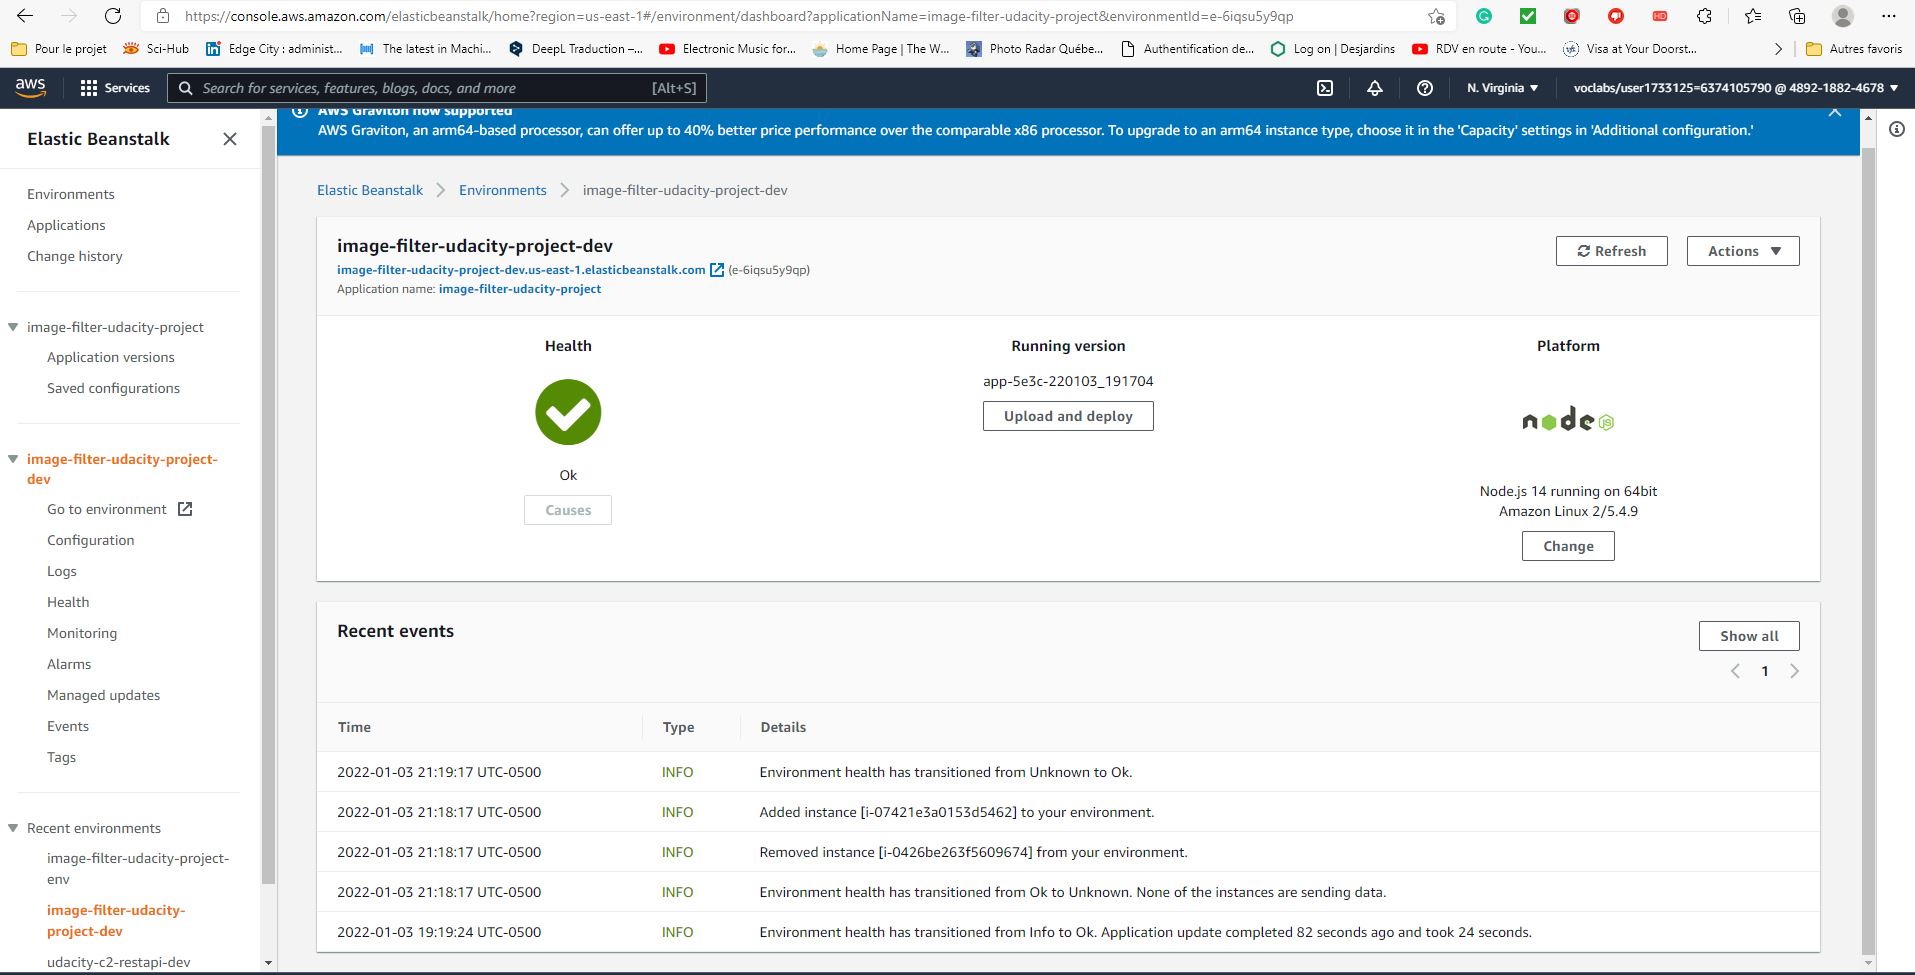 https://console.aws.amazon.com/elasticbeanstalk/home?region=us-east-1#/environment/dashboard?applicationName=image-filter-udacity-project&environmentId=e-6iqsu5y9qp
Pour le projet
Sci-Hub
Edge City : administ...
The latest in Machi...
DeepL Traduction –...
Electronic Music for...
Home Page | The W...
Photo Radar Québe...
Authentification de...
Log on | Desjardins
RDV en route - You...
Visa at Your Doorst...
Autres favoris
aws
Services
Search for services, features, blogs, docs, and more
[Alt+S]
N. Virginia
voclabs/user1733125=6374105790 @ 4892-1882-4678
Elastic Beanstalk
Environments
Applications
Change history
image-filter-udacity-project
Application versions
Saved configurations
image-filter-udacity-project-
dev
Go to environment
Configuration
Logs
Health
Monitoring
Alarms
Managed updates
Events
Tags
Recent environments
image-filter-udacity-project-
env
image-filter-udacity-
project-dev
udacity-c2-restapi-dev
AWS Graviton now supported
AWS Graviton, an arm64-based processor, can offer up to 40% better price performance over the comparable x86 processor. To upgrade to an arm64 instance type, choose it in the 'Capacity' settings in 'Additional configuration.'
Elastic Beanstalk
Environments
image-filter-udacity-project-dev
image-filter-udacity-project-dev
image-filter-udacity-project-dev.us-east-1.elasticbeanstalk.com (e-6iqsu5y9qp)
Application name: image-filter-udacity-project
Refresh
Actions
Health
Ok
Causes
Running version
app-5e3c-220103_191704
Upload and deploy
Platform
node
JS
Node.js 14 running on 64bit
Amazon Linux 2/5.4.9
Change
Recent events
Show all
1
Time Type Details
2022-01-03 21:19:17 UTC-0500 INFO Environment health has transitioned from Unknown to Ok.
2022-01-03 21:18:17 UTC-0500 INFO Added instance [i-07421e3a0153d5462] to your environment.
2022-01-03 21:18:17 UTC-0500 INFO Removed instance [i-0426be263f5609674] from your environment.
2022-01-03 21:18:17 UTC-0500 INFO Environment health has transitioned from Ok to Unknown. None of the instances are sending data.
2022-01-03 19:19:24 UTC-0500 INFO Environment health has transitioned from Info to Ok. Application update completed 82 seconds ago and took 24 seconds.